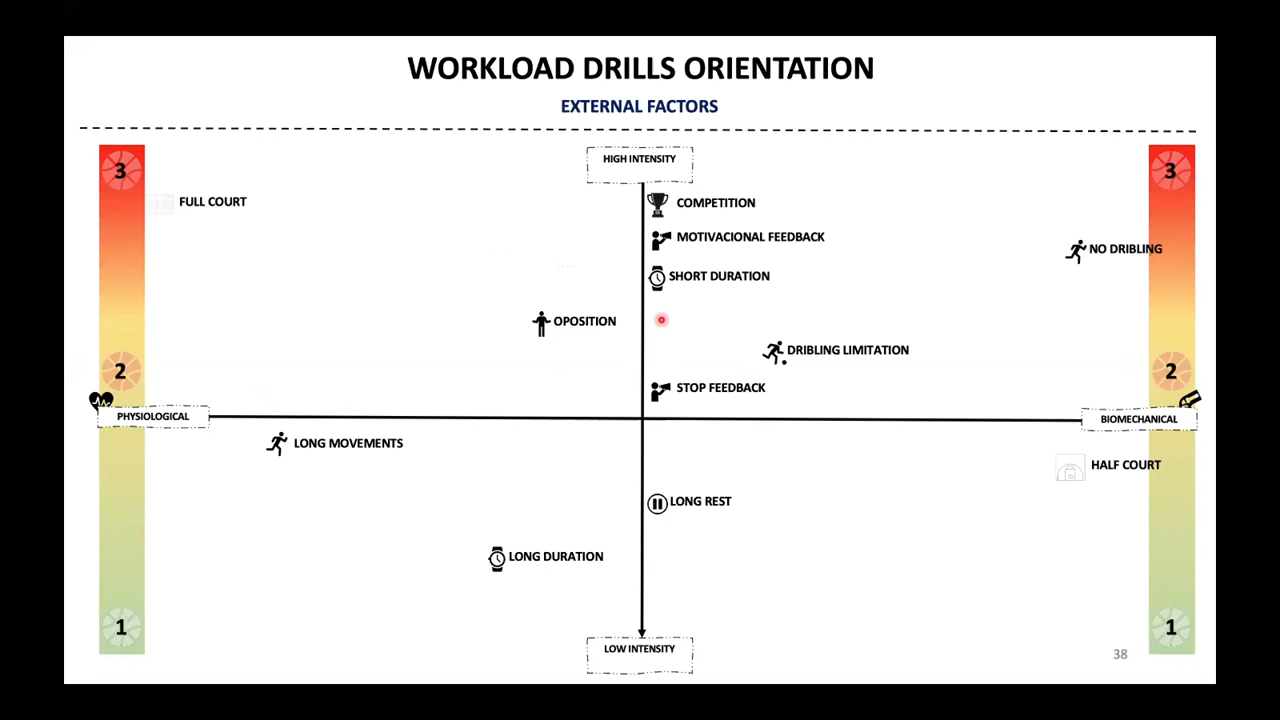 WORKLOAD DRILLS ORIENTATION
EXTERNAL FACTORS
HIGH INTENSITY
3
3
FULL COURT
COMPETITION
MOTIVACIONAL FEEDBACK
NO DRIBLING
SHORT DURATION
OPOSITION
DRIBLING LIMITATION
2
2
STOP FEEDBACK
PHYSIOLOGICAL
BIOMECHANICAL
LONG MOVEMENTS
HALF COURT
LONG REST
LONG DURATION
1
1
LOW INTENSITY
38